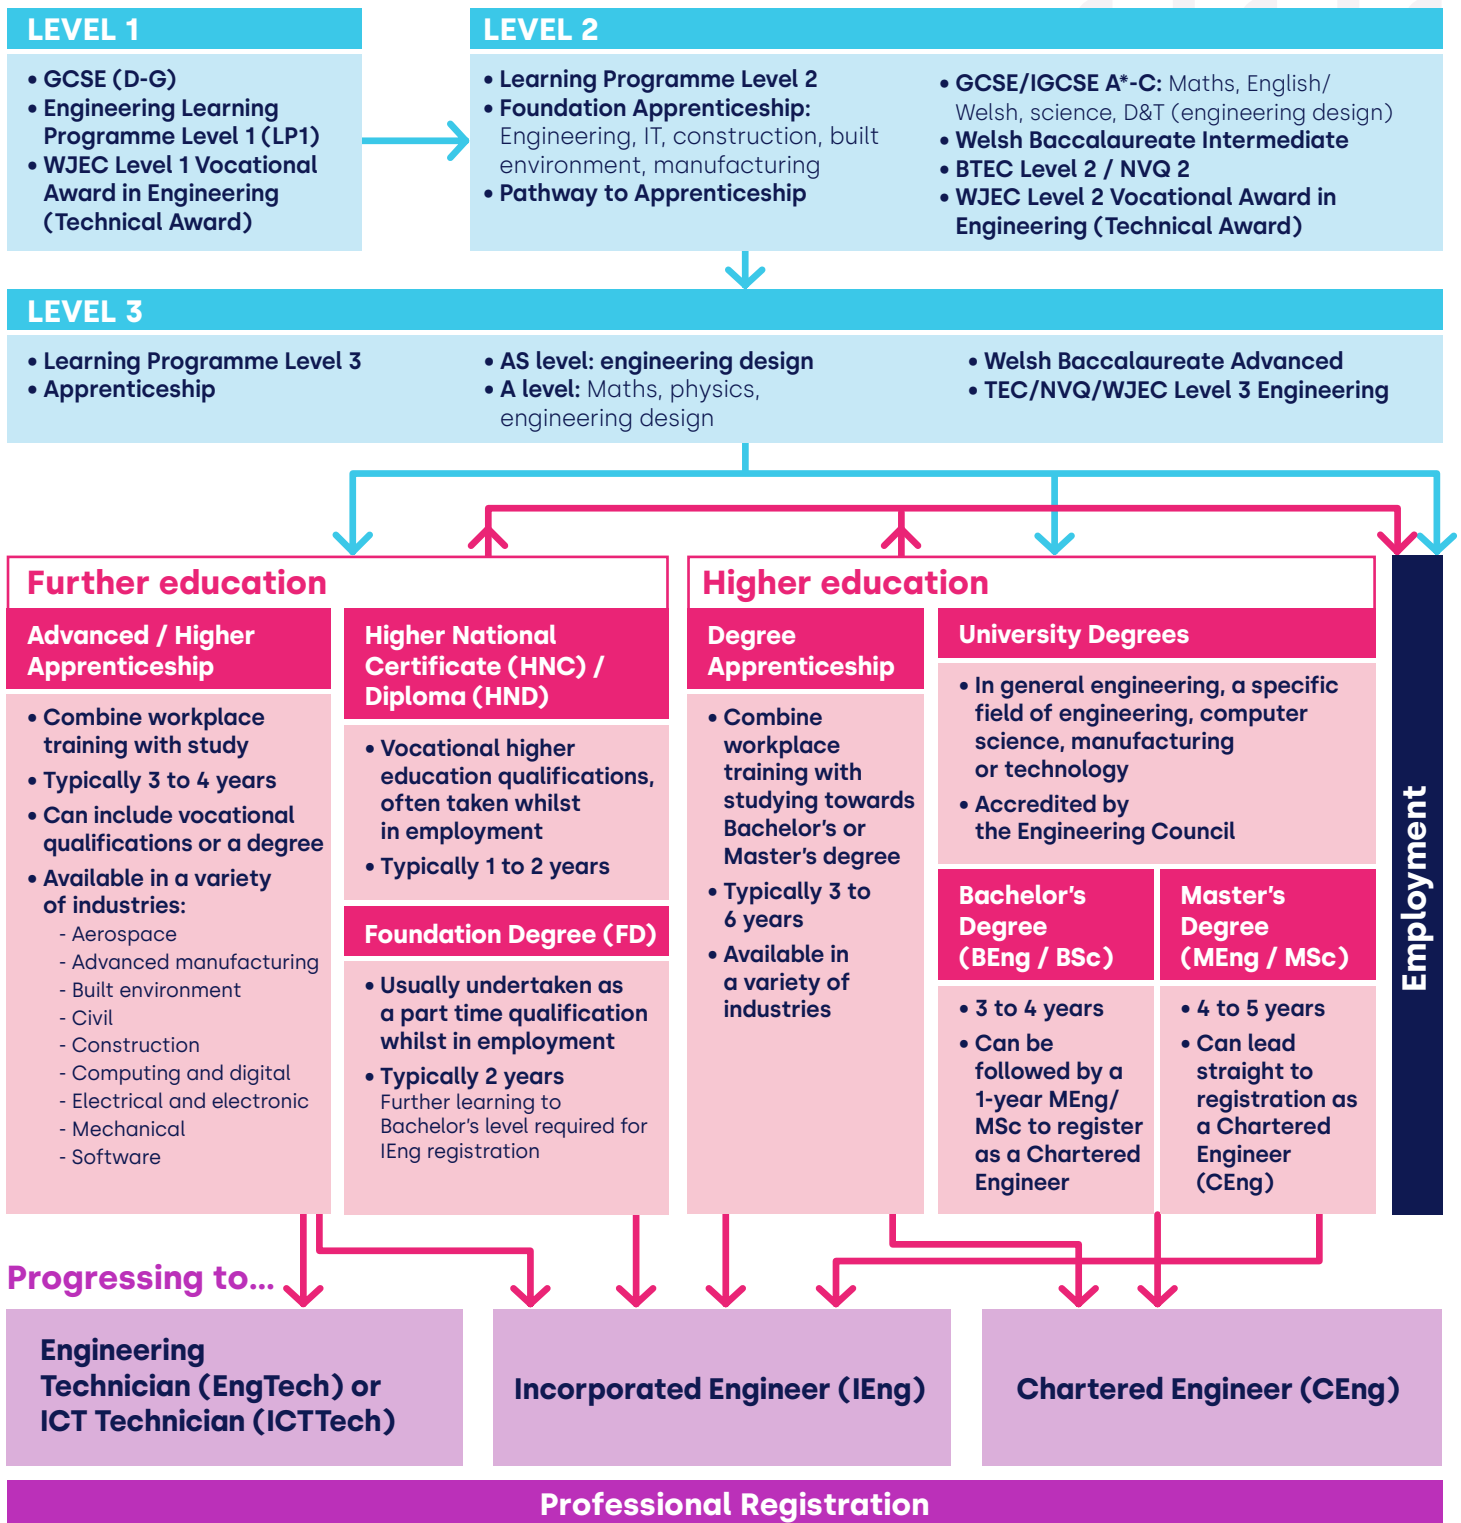 LEVEL 1
• GCSE (D-G)
• Engineering Learning
Programme Level 1 (LP1)
• WJEC Level 1 Vocational
Award in Engineering
(Technical Award)
LEVEL 2
• Learning Programme Level 2
• Foundation Apprenticeship:
Engineering, IT, construction, built
environment, manufacturing
• Pathway to Apprenticeship
• GCSE/IGCSE A*-C: Maths, English/
Welsh, science, D&T (engineering design)
• Welsh Baccalaureate Intermediate
• BTEC Level 2 / NVQ 2
• WJEC Level 2 Vocational Award in
Engineering (Technical Award)
LEVEL 3
• Learning Programme Level 3
• Apprenticeship
• AS level: engineering design
• A level: Maths, physics,
engineering design
• Welsh Baccalaureate Advanced
• TEC/NVQ/WJEC Level 3 Engineering
Further education
Advanced / Higher
Apprenticeship
• Combine workplace
training with study
• Typically 3 to 4 years
• Can include vocational
qualifications or a degree
• Available in a variety
of industries:
- Aerospace
- Advanced manufacturing
- Built environment
- Civil
- Construction
- Computing and digital
- Electrical and electronic
- Mechanical
- Software
Higher National
Certificate (HNC) /
Diploma (HND)
• Vocational higher
education qualifications,
often taken whilst
in employment
• Typically 1 to 2 years
Foundation Degree (FD)
• Usually undertaken as
a part time qualification
whilst in employment
• Typically 2 years
Further learning to
Bachelor's level required for
IEng registration
Higher education
Degree
Apprenticeship
• Combine
workplace
training with
studying towards
Bachelor's or
Master's degree
• Typically 3 to
6 years
• Available in
a variety of
industries
University Degrees
• In general engineering, a specific
field of engineering, computer
science, manufacturing
or technology
• Accredited by
the Engineering Council
Bachelor's
Degree
(BEng / BSc)
• 3 to 4 years
• Can be
followed by a
1-year MEng/
MSc to register
as a Chartered
Engineer
Master's
Degree
(MEng / MSc)
• 4 to 5 years
• Can lead
straight to
registration as
a Chartered
Engineer
(CEng)
Employment
Progressing to...
Engineering
Technician (EngTech) or
ICT Technician (ICTTech)
Incorporated Engineer (IEng)
Chartered Engineer (CEng)
Professional Registration